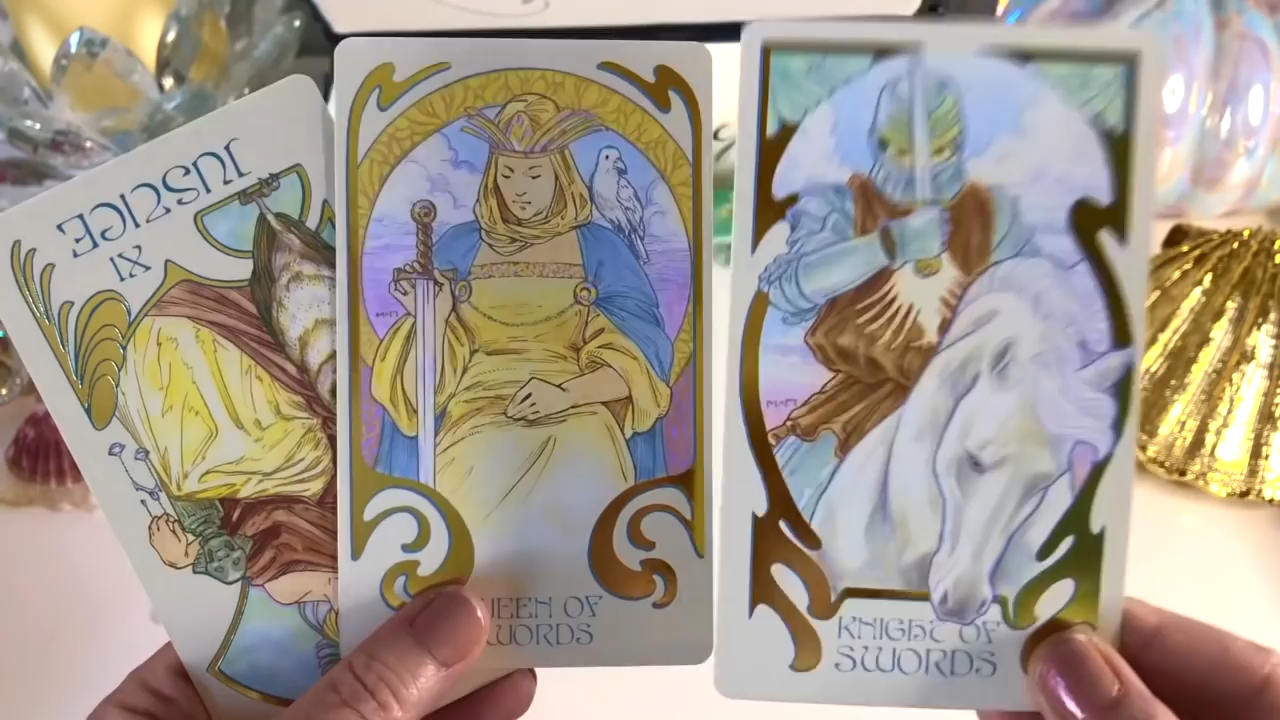 XI
JUSTICE
UEEN OF
WORDS
KNIGHT OF
SWORDS